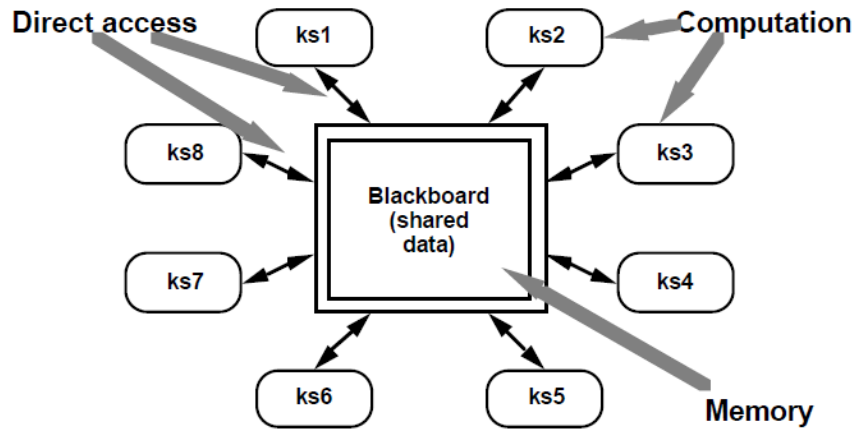 Direct access
ks1
ks2
Computation
ks8
ks3
Blackboard
(shared
data)
ks7
ks4
ks6
ks5
Memory